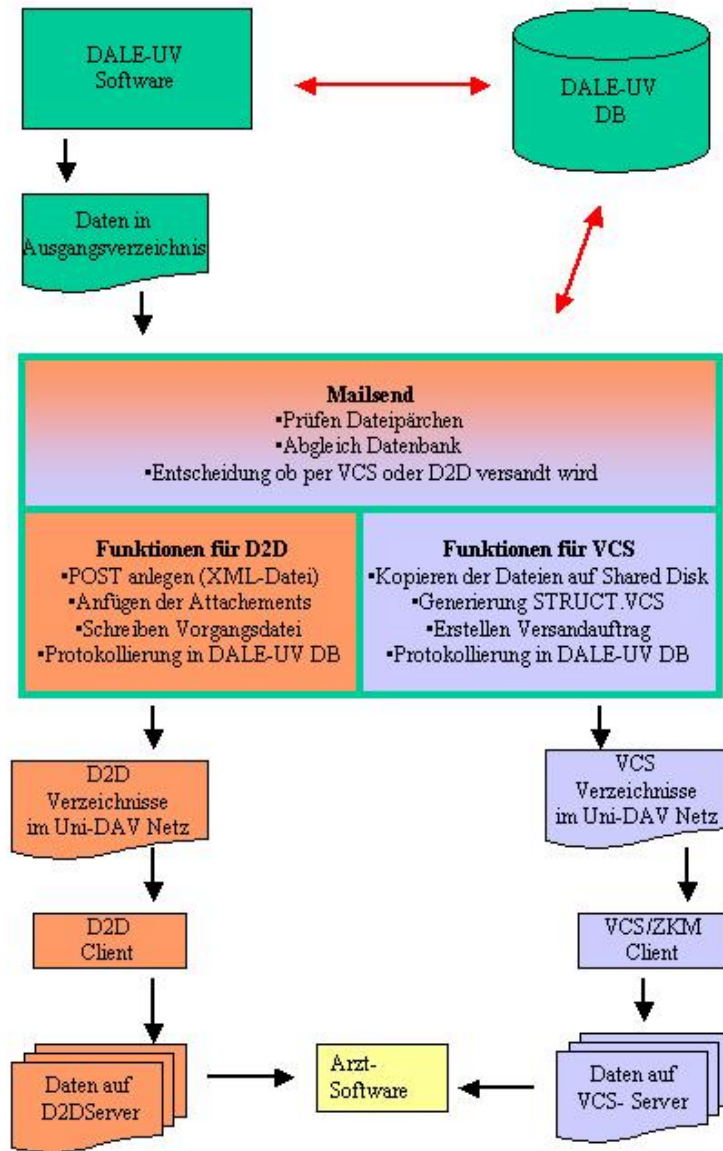 DALE-UV
Software
DALE-UV
DB
Daten in
Ausgangsverzeichnis
Mailsend
▪Prüfen Dateipärchen
▪Abgleich Datenbank
▪Entscheidung ob per VCS oder D2D versandt wird
Funktionen für D2D
▪POST anlegen (XML-Datei)
▪Anfügen der Attachements
▪Schreiben Vorgangsdatei
▪Protokollierung in DALE-UV DB
Funktionen für VCS
▪Kopieren der Dateien auf Shared Disk
▪Generierung STRUCT.VCS
▪Erstellen Versandauftrag
▪Protokollierung in DALE-UV DB
D2D
Verzeichnisse
im Uni-DAV Netz
VCS
Verzeichnisse
im Uni-DAV Netz
D2D
Client
VCS/ZKM
Client
Daten auf
D2DServer
Arzt-
Software
Daten auf
VCS- Server